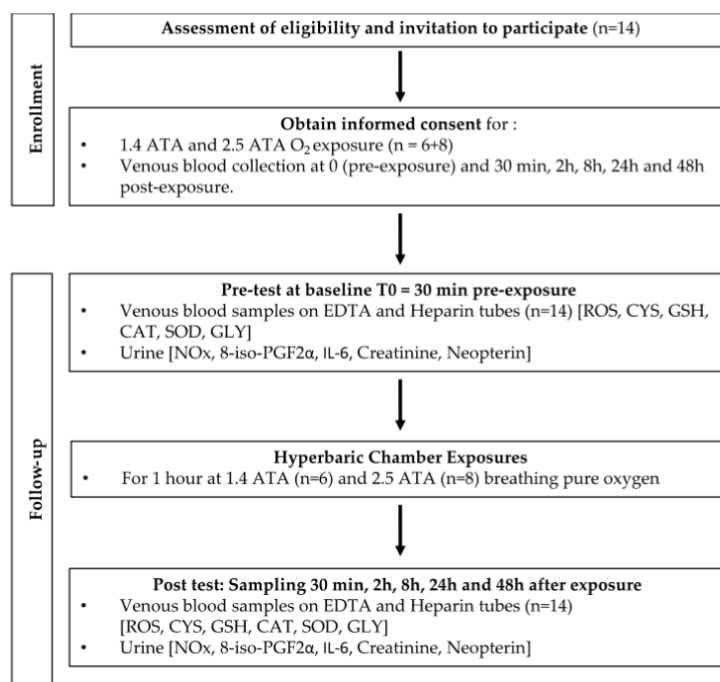 Enrollment
Assessment of eligibility and invitation to participate (n=14)
Obtain informed consent for :
• 1.4 ATA and 2.5 ATA O₂ exposure (n = 6+8)
• Venous blood collection at 0 (pre-exposure) and 30 min, 2h, 8h, 24h and 48h
post-exposure.
Follow-up
Pre-test at baseline T0 = 30 min pre-exposure
• Venous blood samples on EDTA and Heparin tubes (n=14) [ROS, CYS, GSH,
CAT, SOD, GLY]
• Urine [NOx, 8-iso-PGF2α, IL-6, Creatinine, Neopterin]
Hyperbaric Chamber Exposures
• For 1 hour at 1.4 ATA (n=6) and 2.5 ATA (n=8) breathing pure oxygen
Post test: Sampling 30 min, 2h, 8h, 24h and 48h after exposure
• Venous blood samples on EDTA and Heparin tubes (n=14)
[ROS, CYS, GSH, CAT, SOD, GLY]
• Urine [NOx, 8-iso-PGF2α, IL-6, Creatinine, Neopterin]